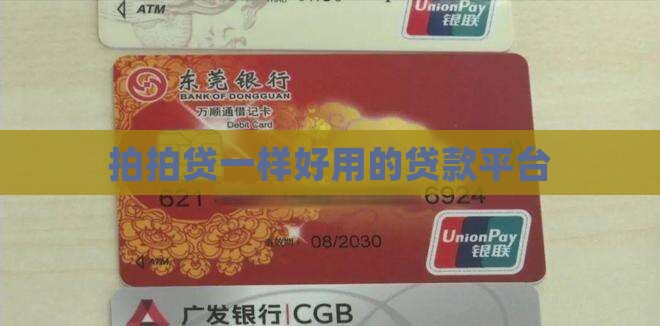 ATM
UnionPay
银联
东莞银行
BANK OF DONGGUAN
万顺通借记卡
Debit Card
拍拍贷一样好用的贷款平台
621
6924
08/2030
ATM
UnionPay
银联
广发银行|CGB